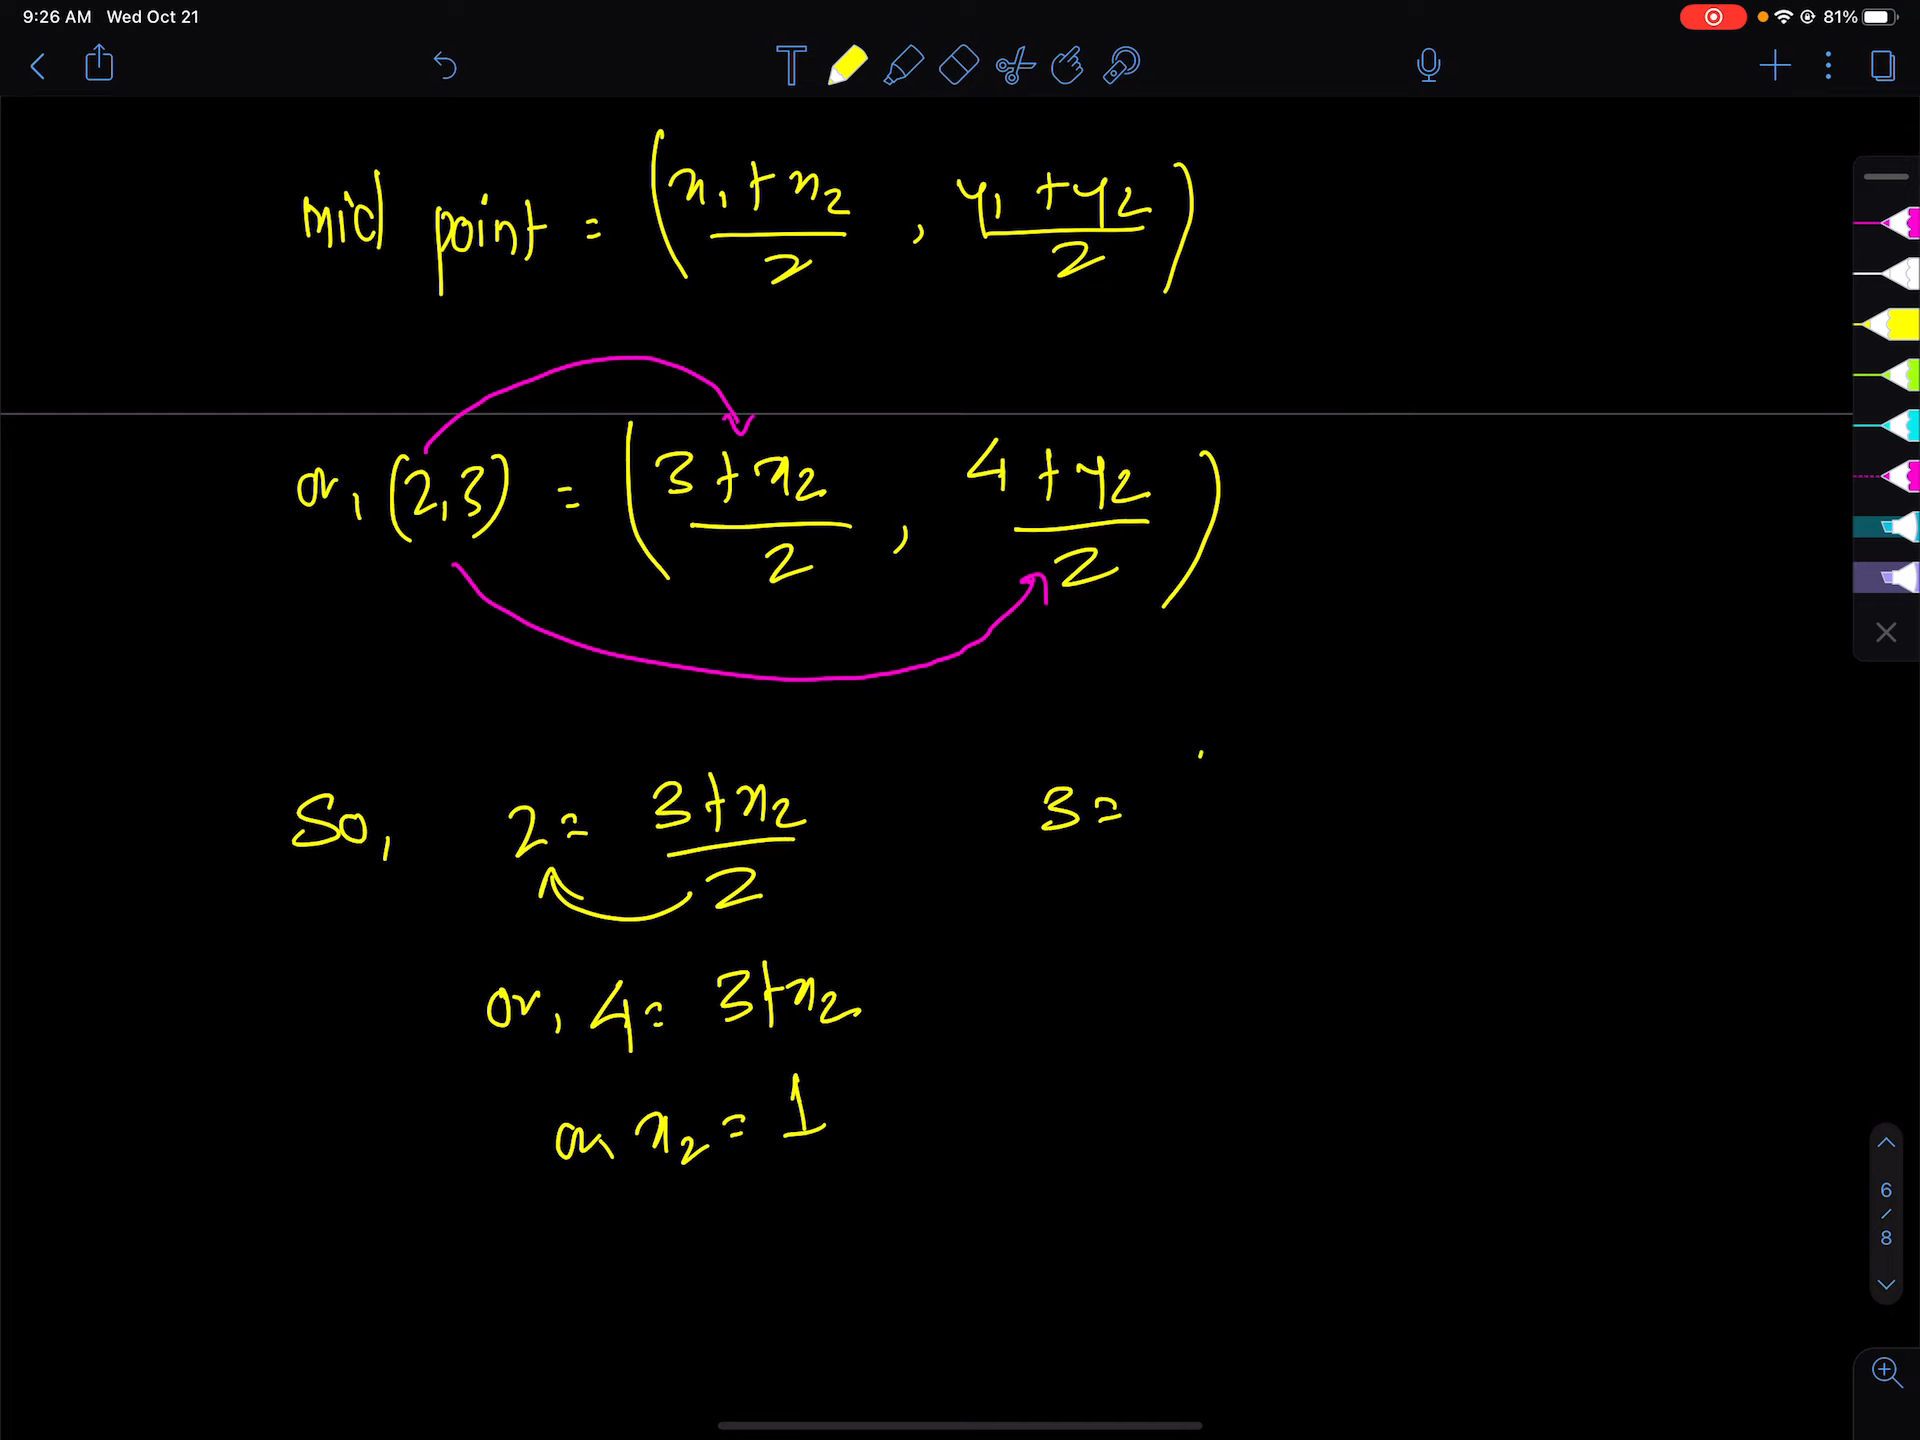 9:26 AM Wed Oct 21 81%
T
mid point = (x₁+x₂/2 , y₁+y₂/2)
or, (2,3) = (3+x₂/2 , 4+y₂/2)
So, 2 = 3+x₂/2 3=
or, 4= 3+x₂
or, x₂ = 1
6
/
8